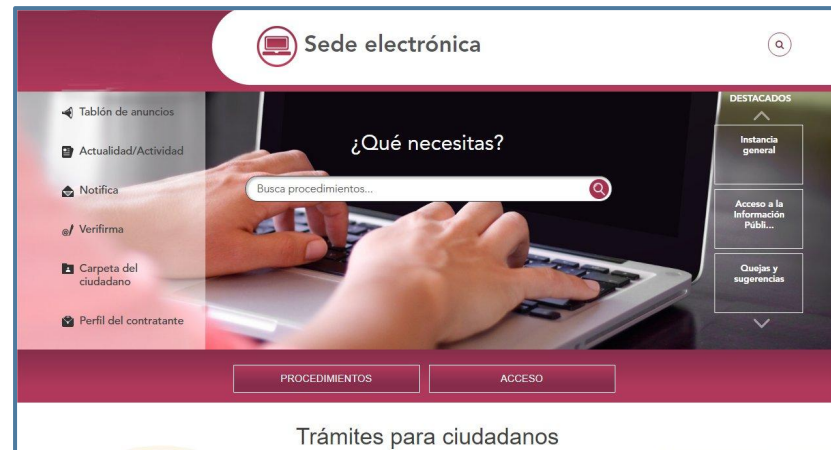 Sede electrónica
Tablón de anuncios
Actualidad/Actividad
Notifica
Verifirma
Carpeta del
ciudadano
Perfil del contratante
¿Qué necesitas?
Busca procedimientos...
DESTACADOS
Instancia
general
Acceso a la
Información
Públi...
Quejas y
sugerencias
PROCEDIMIENTOS
ACCESO
Trámites para ciudadanos